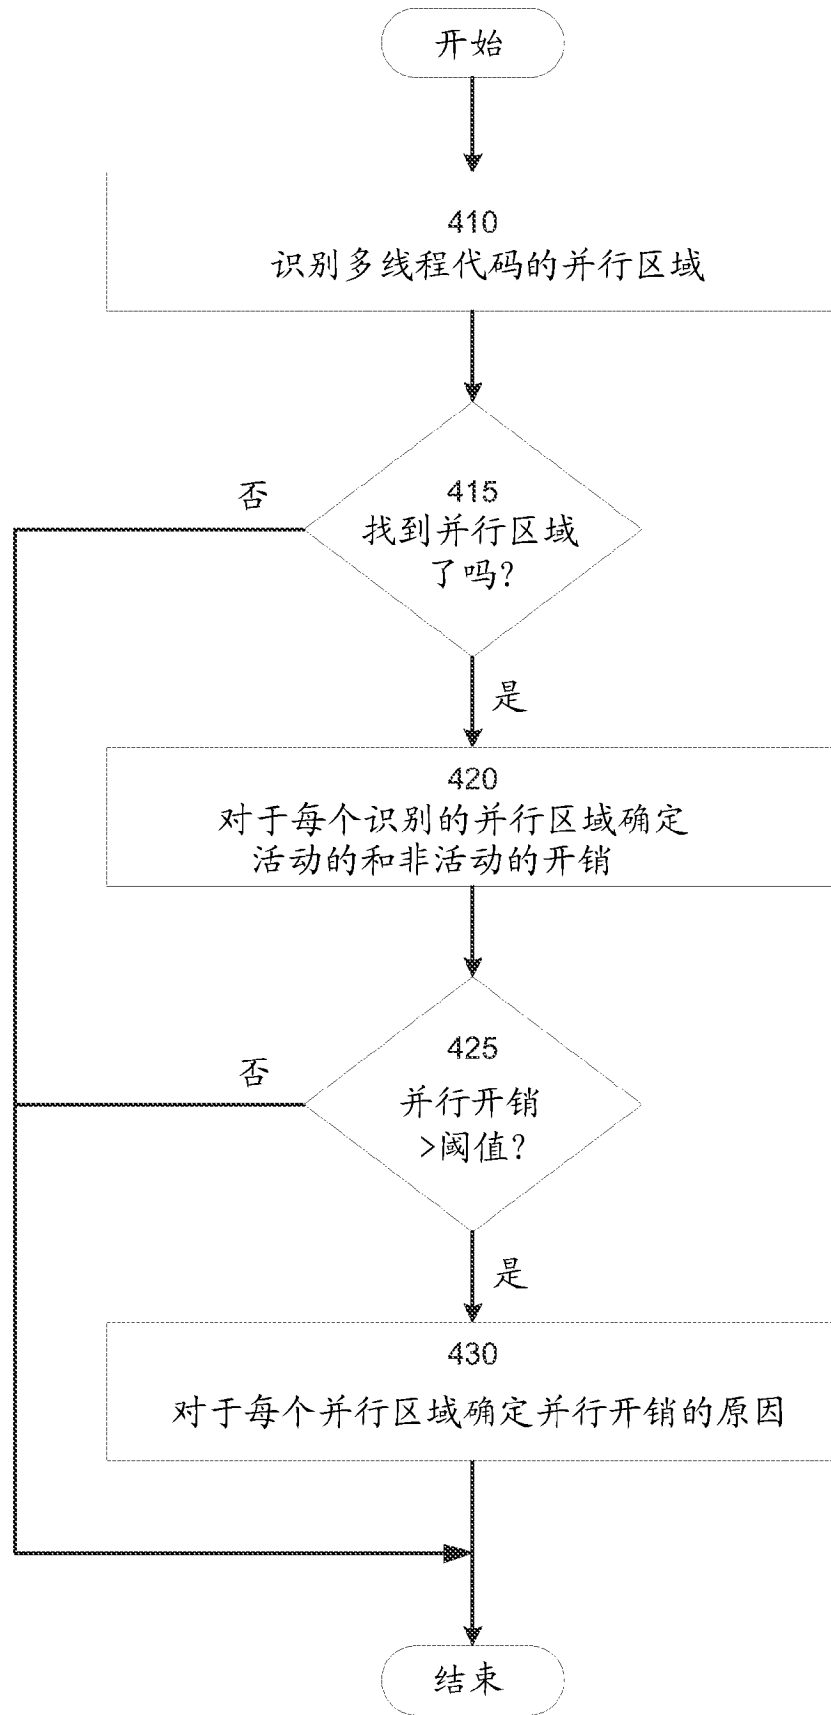 开始
410
识别多线程代码的并行区域
否
415
找到并行区域
了吗？
是
420
对于每个识别的并行区域确定
活动的和非活动的开销
否
425
并行开销
>阈值？
是
430
对于每个并行区域确定并行开销的原因
结束